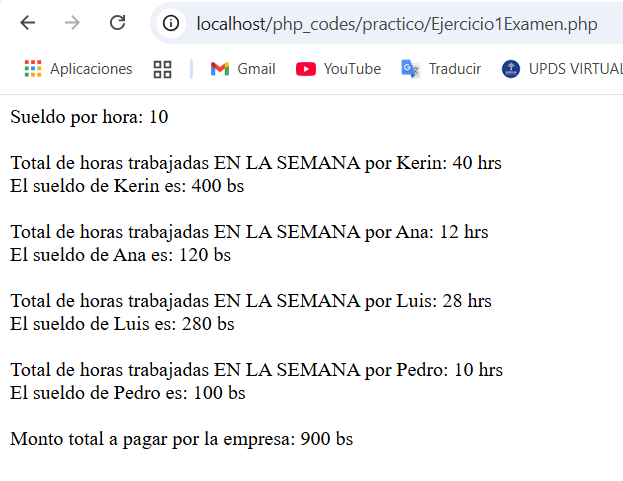 localhost/php_codes/practico/Ejercicio1Examen.php
Aplicaciones Gmail YouTube Traducir UPDS VIRTUAL
Sueldo por hora: 10
Total de horas trabajadas EN LA SEMANA por Kerin: 40 hrs
El sueldo de Kerin es: 400 bs
Total de horas trabajadas EN LA SEMANA por Ana: 12 hrs
El sueldo de Ana es: 120 bs
Total de horas trabajadas EN LA SEMANA por Luis: 28 hrs
El sueldo de Luis es: 280 bs
Total de horas trabajadas EN LA SEMANA por Pedro: 10 hrs
El sueldo de Pedro es: 100 bs
Monto total a pagar por la empresa: 900 bs